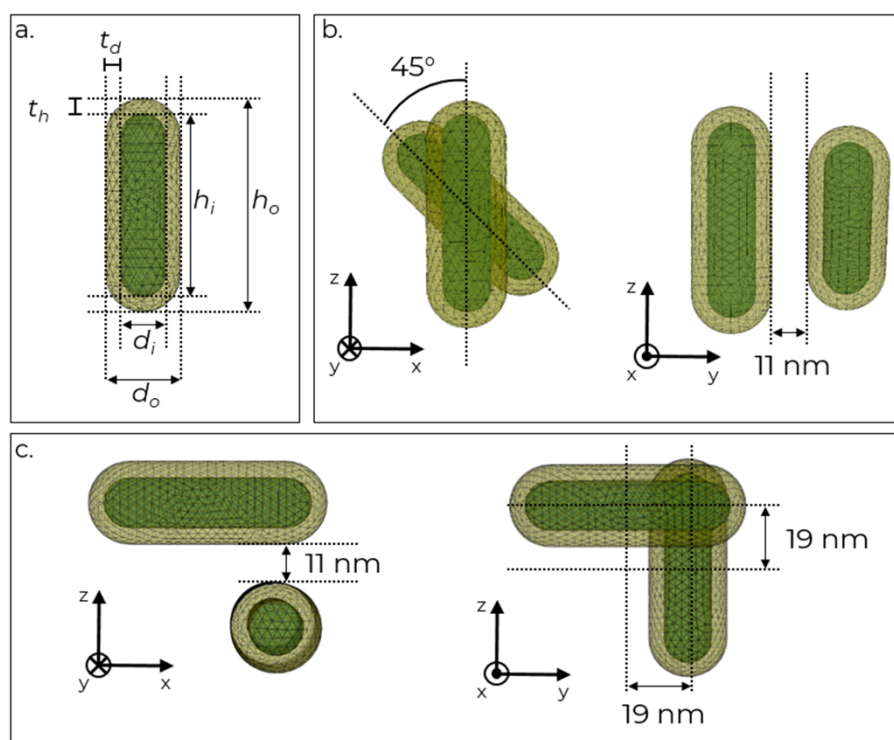 a.
t_d
t_h
h_i
h_o
d_i
d_o
b.
45°
z
y
x
z
x
y
11 nm
c.
11 nm
z
y
x
19 nm
z
x
y
19 nm